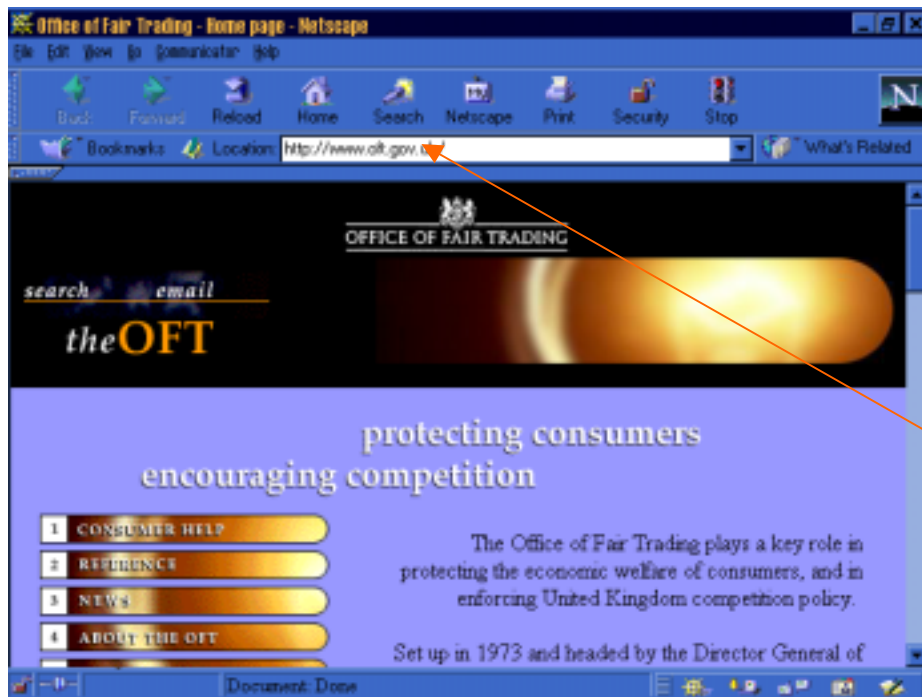 Office of Fair Trading - Home page - Netscape
File Edit View Go Communicator Help
Back Forward Reload Home Search Netscape Print Security Stop
N
Bookmarks Location: http://www.oft.gov. What's Related
OFFICE OF FAIR TRADING
search email
the OFT
protecting consumers
encouraging competition
1 CONSUMER HELP
2 REFERENCE
3 NEWS
4 ABOUT THE OFT
The Office of Fair Trading plays a key role in
protecting the economic welfare of consumers, and in
enforcing United Kingdom competition policy.
Set up in 1973 and headed by the Director General of
Document: Done